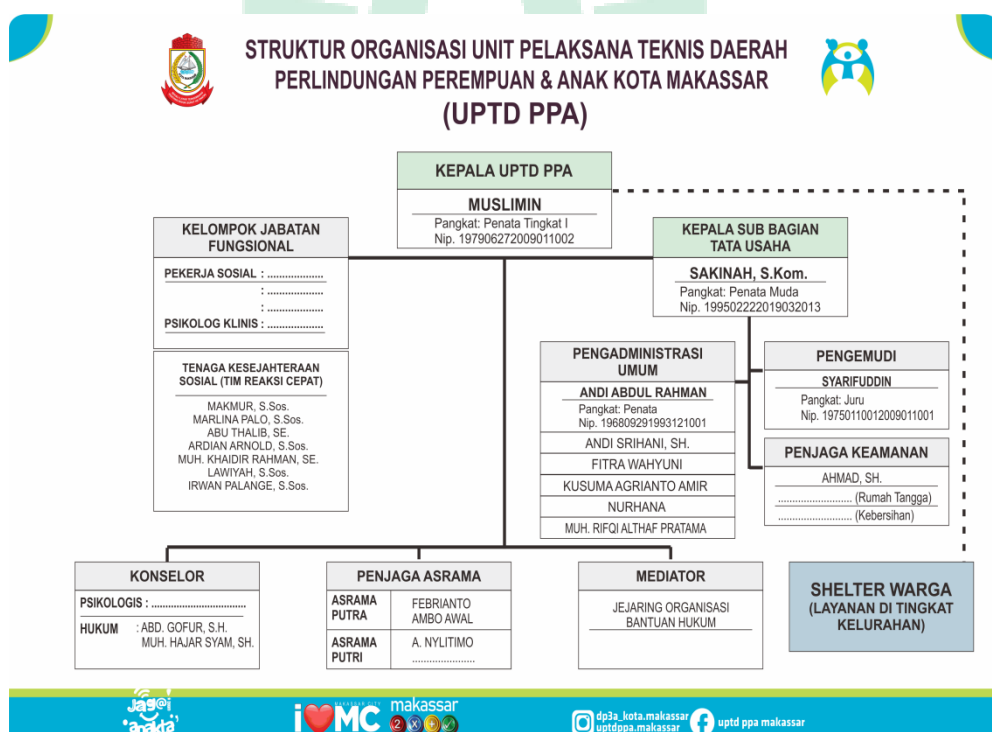 STRUKTUR ORGANISASI UNIT PELAKSANA TEKNIS DAERAH
PERLINDUNGAN PEREMPUAN & ANAK KOTA MAKASSAR
(UPTD PPA)
KEPALA UPTD PPA
MUSLIMIN
Pangkat: Penata Tingkat I
Nip. 197906272009011002
KELOMPOK JABATAN
FUNGSIONAL
PEKERJA SOSIAL : ...................
: ...................
: ...................
PSIKOLOG KLINIS : ...................
TENAGA KESEJAHTERAAN
SOSIAL (TIM REAKSI CEPAT)
MAKMUR, S.Sos.
MARLINA PALO, S.Sos.
ABU THALIB, SE.
ARDIAN ARNOLD, S.Sos.
MUH. KHAIDIR RAHMAN, SE.
LAWIYAH, S.Sos.
IRWAN PALANGE, S.Sos.
KEPALA SUB BAGIAN
TATA USAHA
SAKINAH, S.Kom.
Pangkat: Penata Muda
Nip. 199502222019032013
PENGADMINISTRASI
UMUM
ANDI ABDUL RAHMAN
Pangkat: Penata
Nip. 196809291993121001
ANDI SRIHANI, SH.
FITRA WAHYUNI
KUSUMA AGRIANTO AMIR
NURHANA
MUH. RIFQI ALTHAF PRATAMA
PENGEMUDI
SYARIFUDDIN
Pangkat: Juru
Nip. 19750110012009011001
PENJAGA KEAMANAN
AHMAD, SH.
.......................... (Rumah Tangga)
.......................... (Kebersihan)
KONSELOR
PSIKOLOGIS : .................................
HUKUM : ABD. GOFUR, S.H.
MUH. HAJAR SYAM, SH.
PENJAGA ASRAMA
ASRAMA PUTRA
FEBRIANTO
AMBO AWAL
ASRAMA PUTRI
A. NYLITIMO
......................
MEDIATOR
JEJARING ORGANISASI
BANTUAN HUKUM
SHELTER WARGA
(LAYANAN DI TINGKAT
KELURAHAN)
Jag@i
anakta'
MAKASSAR CITY
i MC
makassar
2 x
dp3a_kota.makassar
uptdppa.makassar
uptd ppa makassar